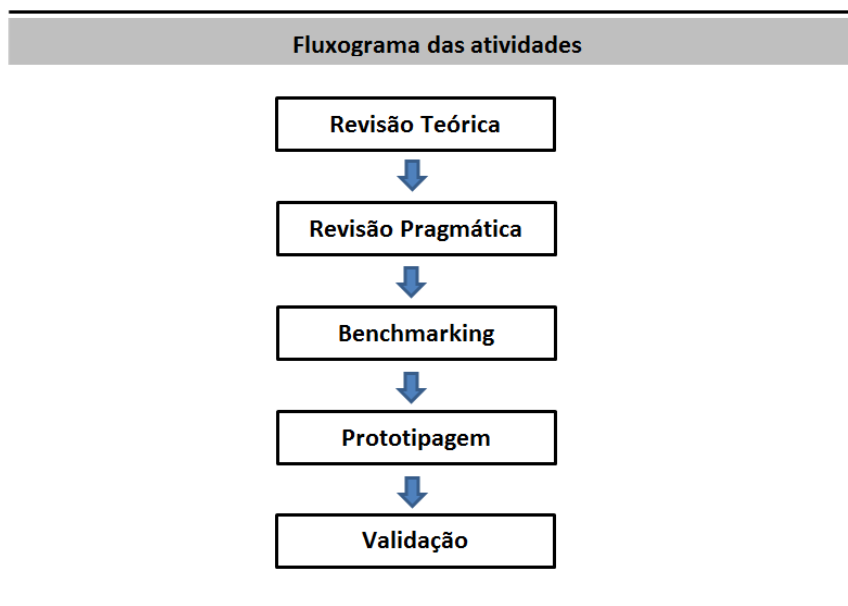 Fluxograma das atividades
Revisão Teórica
Revisão Pragmática
Benchmarking
Prototipagem
Validação